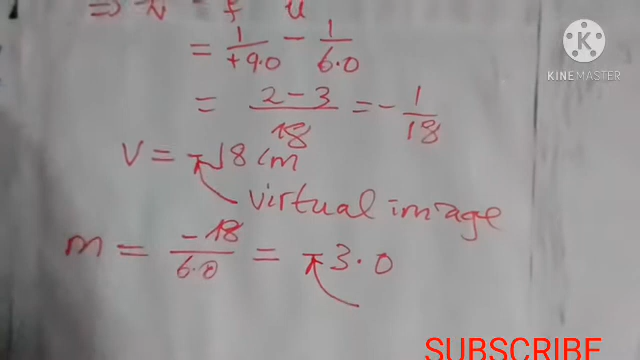 ⇒ 1/v = 1/f 1/u
= 1/+9.0 − 1/6.0
= 2−3/18 = −1/18
V = −18 cm
virtual image
m = −18/6.0 = −3.0
KINEMASTER
SUBSCRIBE